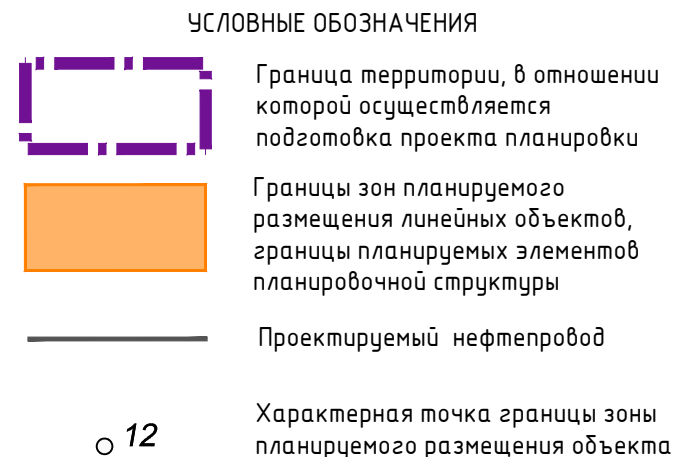 УСЛОВНЫЕ ОБОЗНАЧЕНИЯ
Граница территории, в отношении
которой осуществляется
подготовка проекта планировки
Границы зон планируемого
размещения линейных объектов,
границы планируемых элементов
планировочной структуры
Проектируемый нефтепровод
12
Характерная точка границы зоны
планируемого размещения объекта